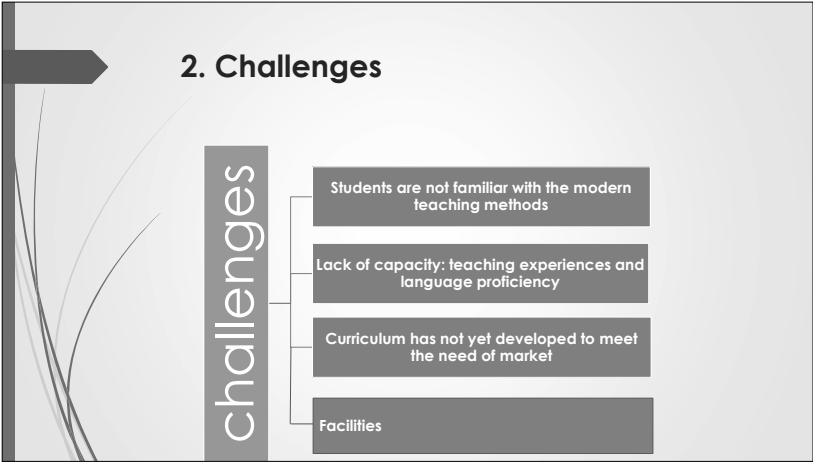 2. Challenges
challenges
Students are not familiar with the modern
teaching methods
Lack of capacity: teaching experiences and
language proficiency
Curriculum has not yet developed to meet
the need of market
Facilities